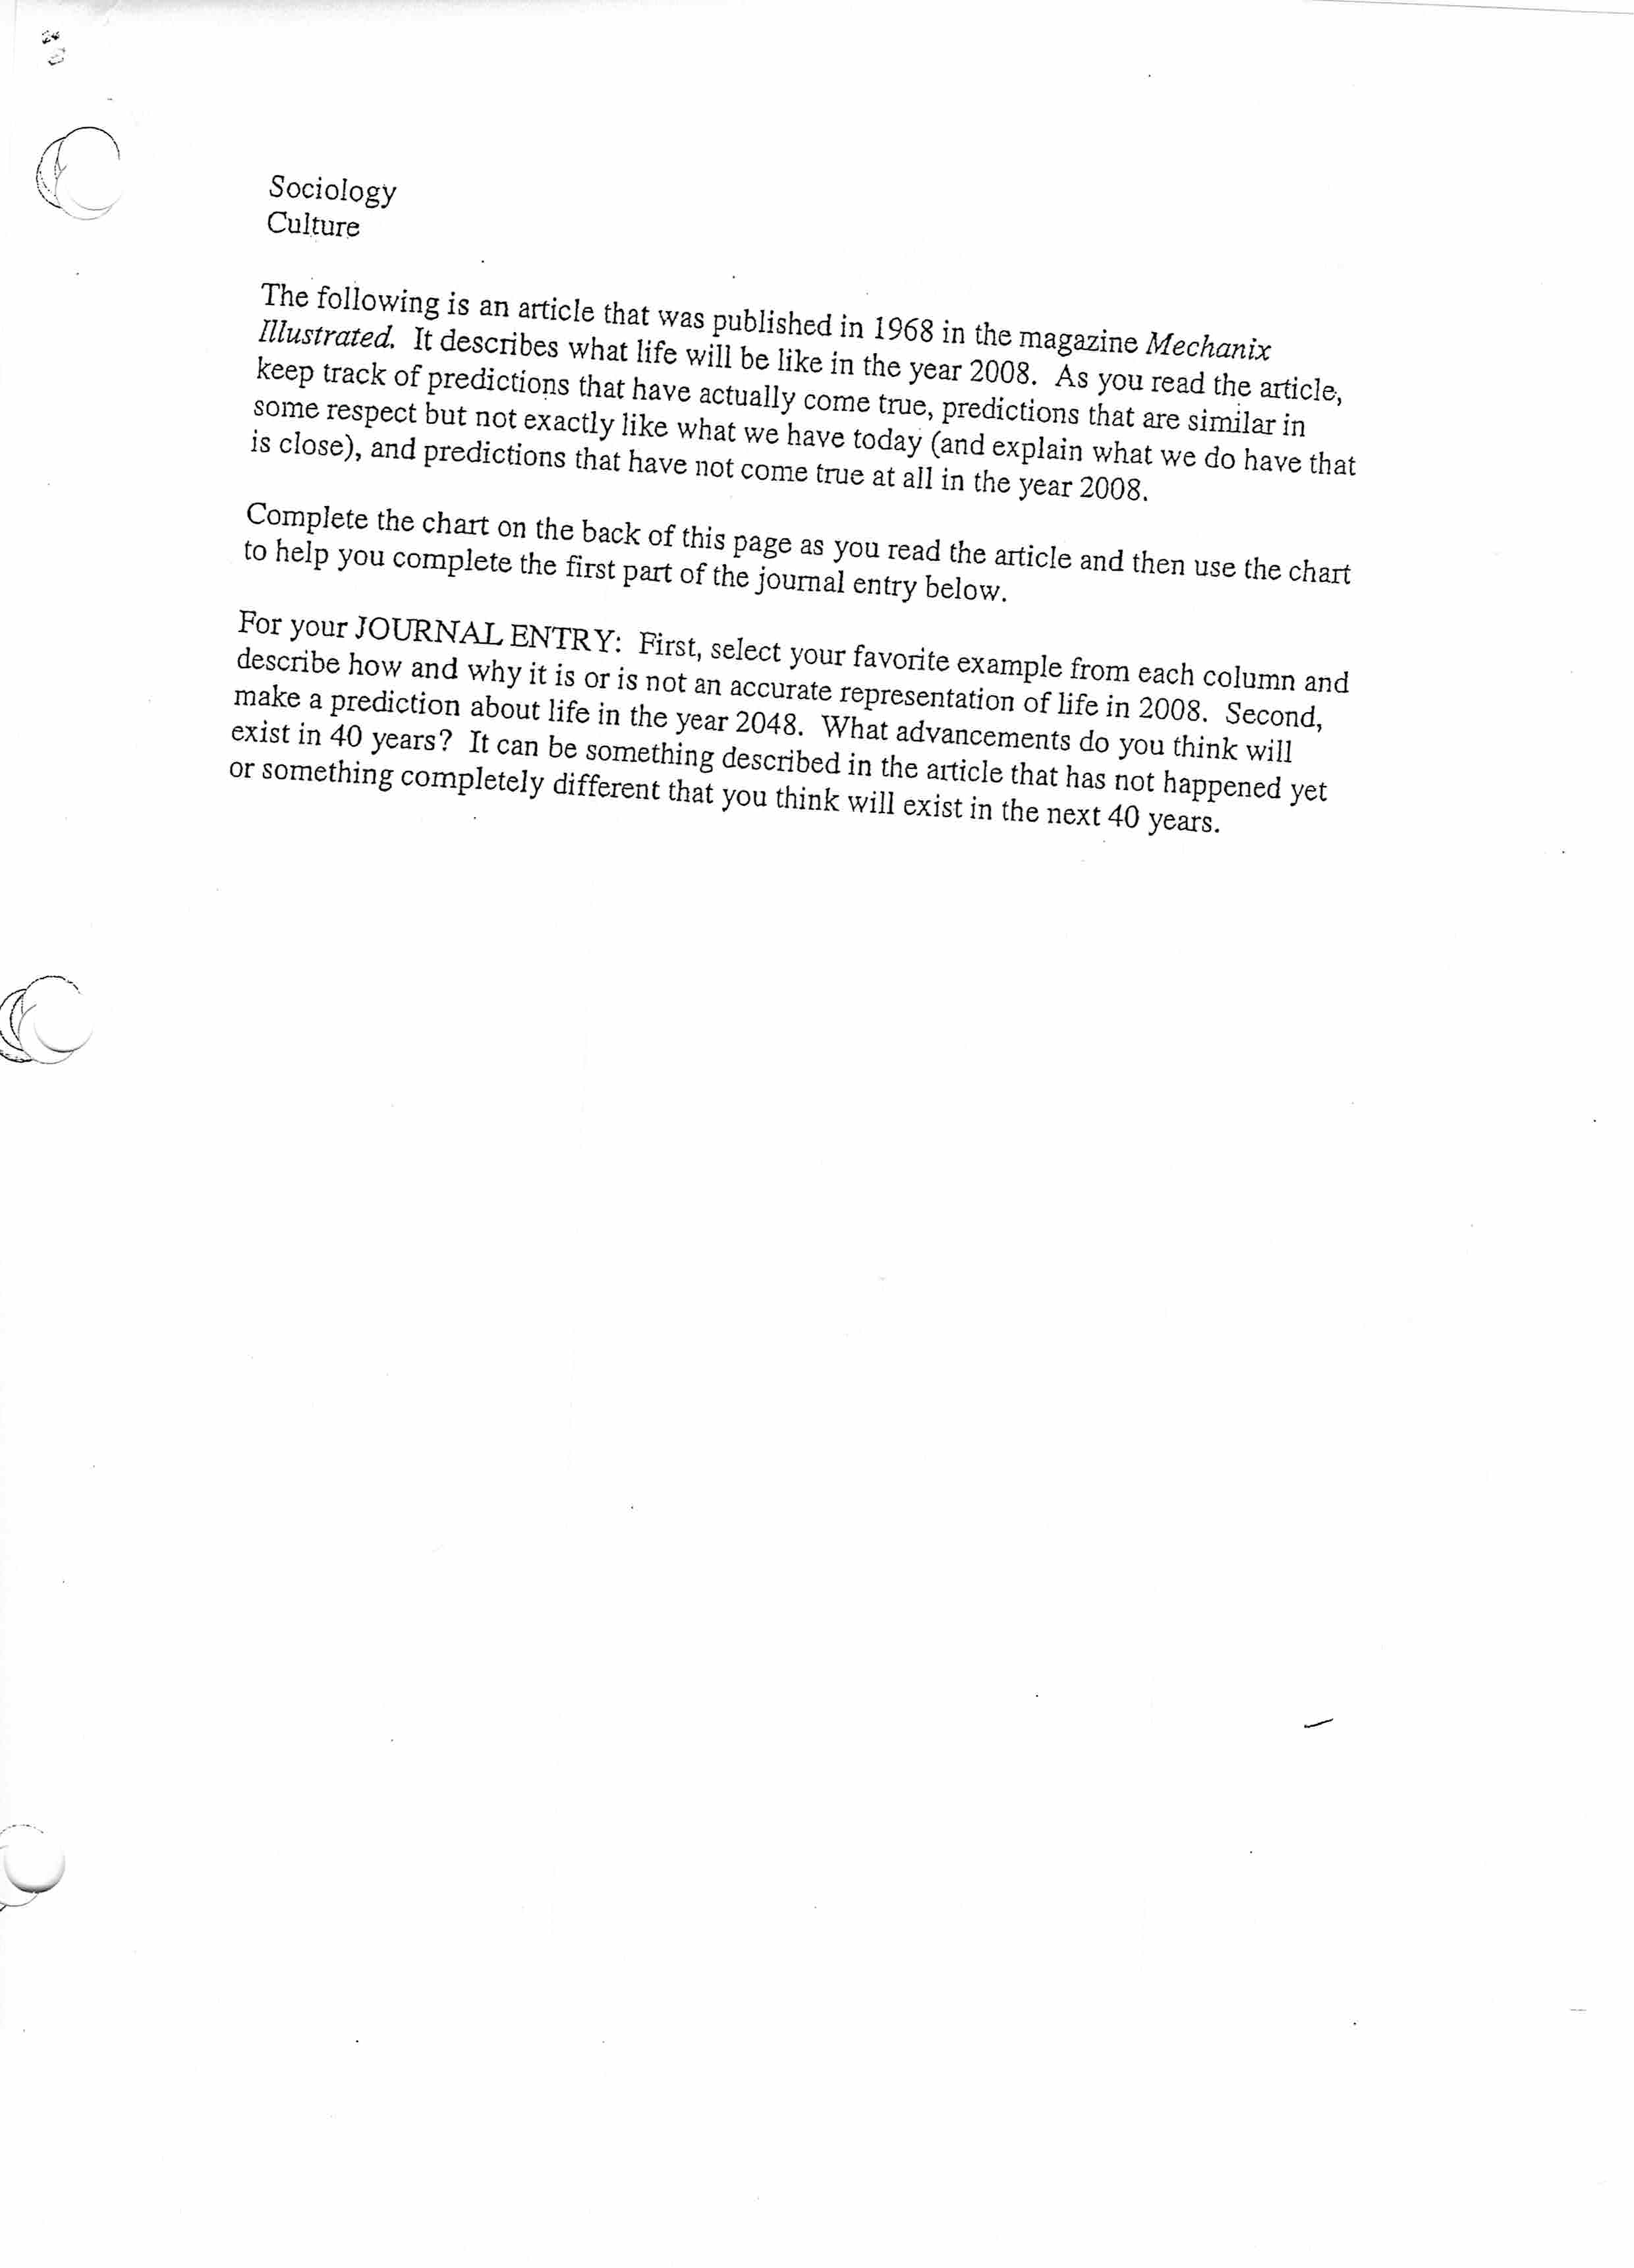 Sociology
Culture
The following is an article that was published in 1968 in the magazine Mechanix
Illustrated. It describes what life will be like in the year 2008. As you read the article,
keep track of predictions that have actually come true, predictions that are similar in
some respect but not exactly like what we have today (and explain what we do have that
is close), and predictions that have not come true at all in the year 2008.
Complete the chart on the back of this page as you read the article and then use the chart
to help you complete the first part of the journal entry below.
For your JOURNAL ENTRY: First, select your favorite example from each column and
describe how and why it is or is not an accurate representation of life in 2008. Second,
make a prediction about life in the year 2048. What advancements do you think will
exist in 40 years? It can be something described in the article that has not happened yet
or something completely different that you think will exist in the next 40 years.